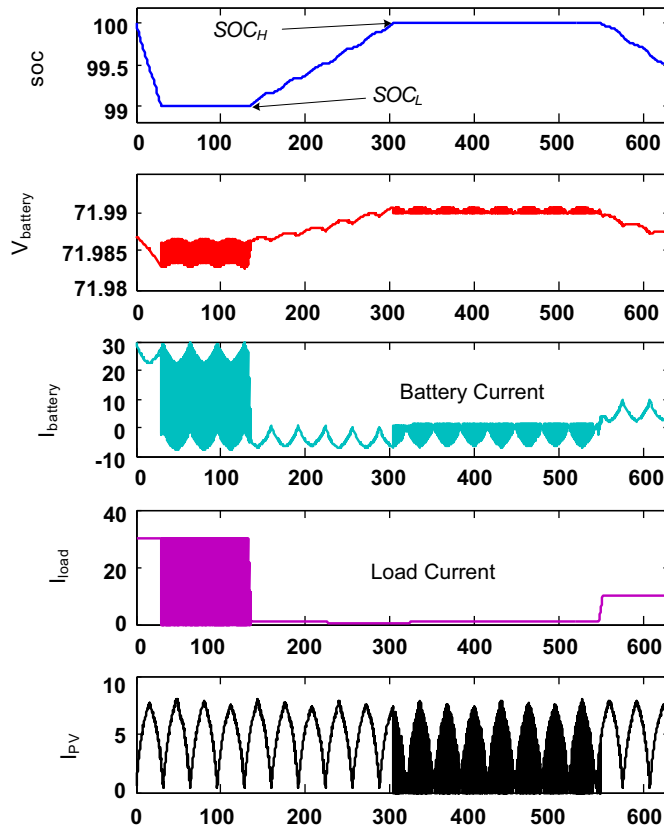 100
99.5
99
soc
SOC_H
SOC_L
0 100 200 300 400 500 600
71.99
71.985
71.98
V_battery
0 100 200 300 400 500 600
30
20
10
0
-10
I_battery
Battery Current
0 100 200 300 400 500 600
40
20
0
I_load
Load Current
0 100 200 300 400 500 600
10
5
0
I_PV
0 100 200 300 400 500 600